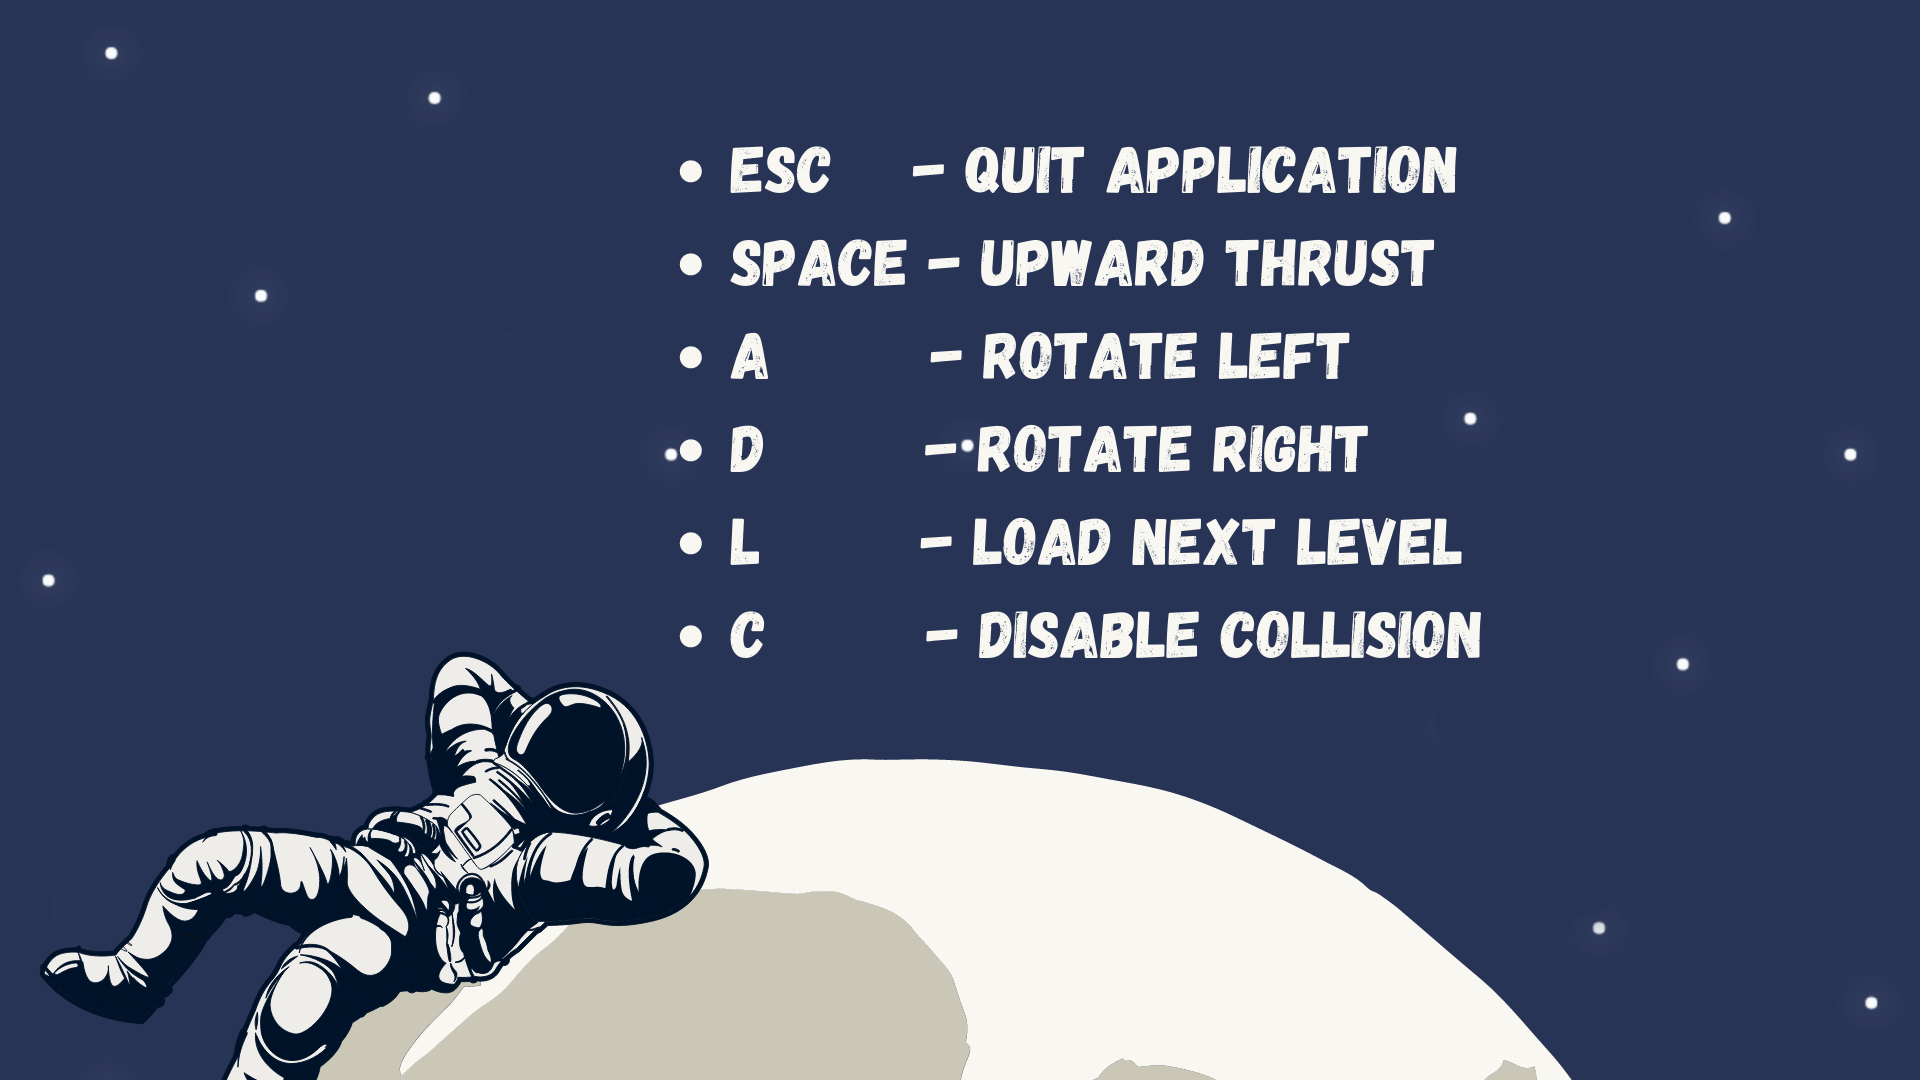 • ESC – QUIT APPLICATION
• SPACE – UPWARD THRUST
• A – ROTATE LEFT
• D – ROTATE RIGHT
• L – LOAD NEXT LEVEL
• C – DISABLE COLLISION